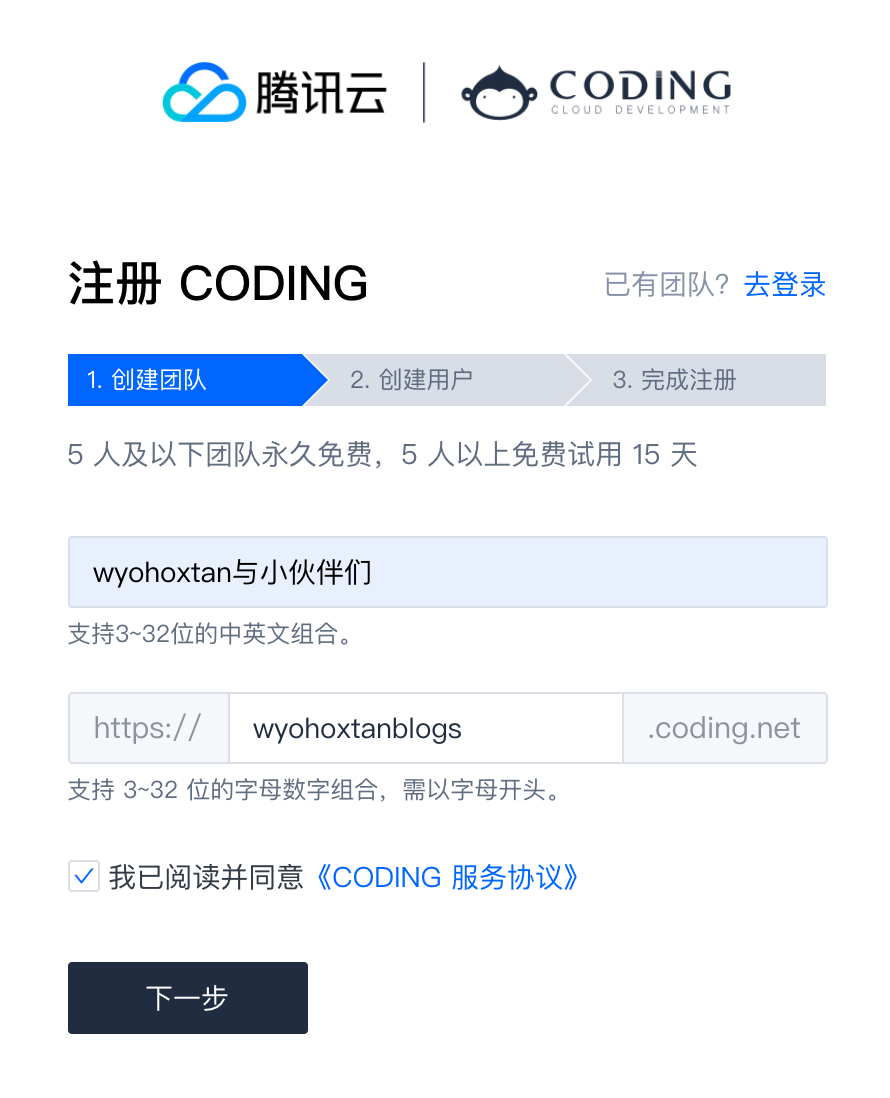 腾讯云 CODING
CLOUD DEVELOPMENT
注册 CODING 已有团队？去登录
1. 创建团队 2. 创建用户 3. 完成注册
5 人及以下团队永久免费，5 人以上免费试用 15 天
wyohoxtan与小伙伴们
支持3~32位的中英文组合。
https:// wyohoxtanblogs .coding.net
支持 3~32 位的字母数字组合，需以字母开头。
我已阅读并同意《CODING 服务协议》
下一步